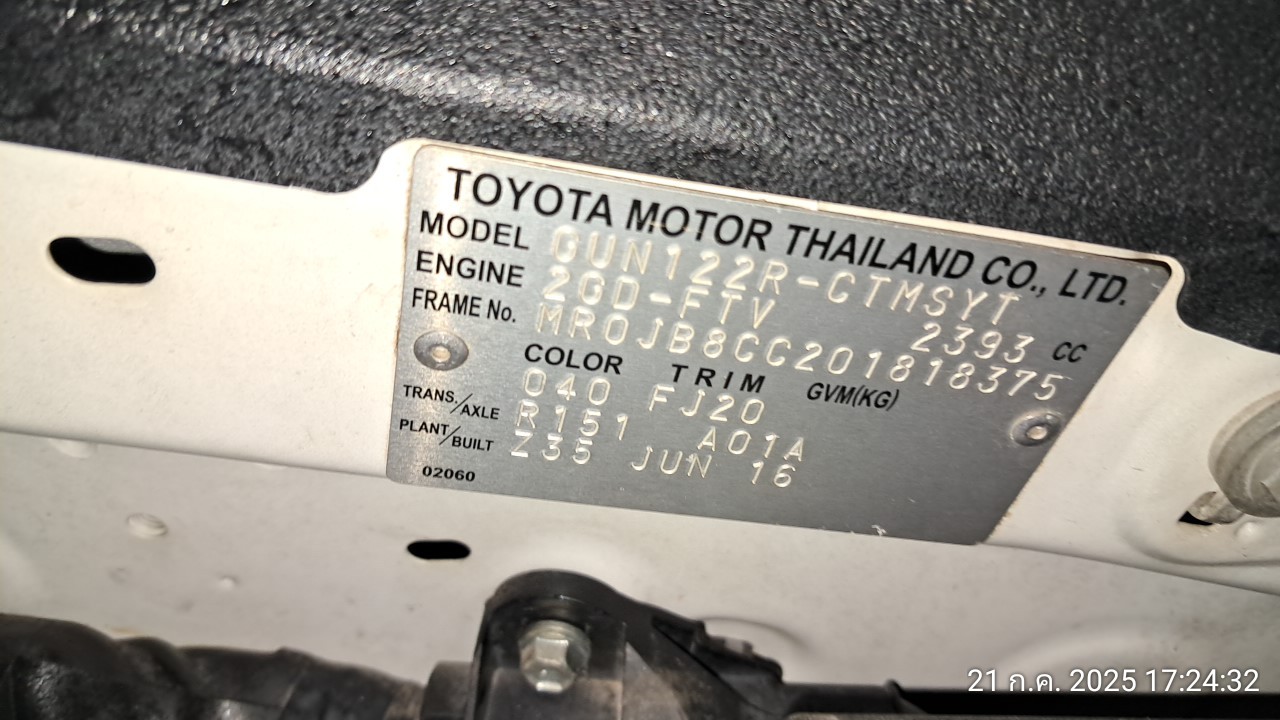 TOYOTA MOTOR THAILAND CO., LTD.
MODEL GUN122R-CTMSYT
ENGINE 2GD-FTV 2393 CC
FRAME No. MR0JB8CC201818375
COLOR TRIM GVM(KG)
040 FJ20
TRANS./AXLE R151 A01A
PLANT/BUILT Z35 JUN 16
02060
21 ก.ค. 2025 17:24:32